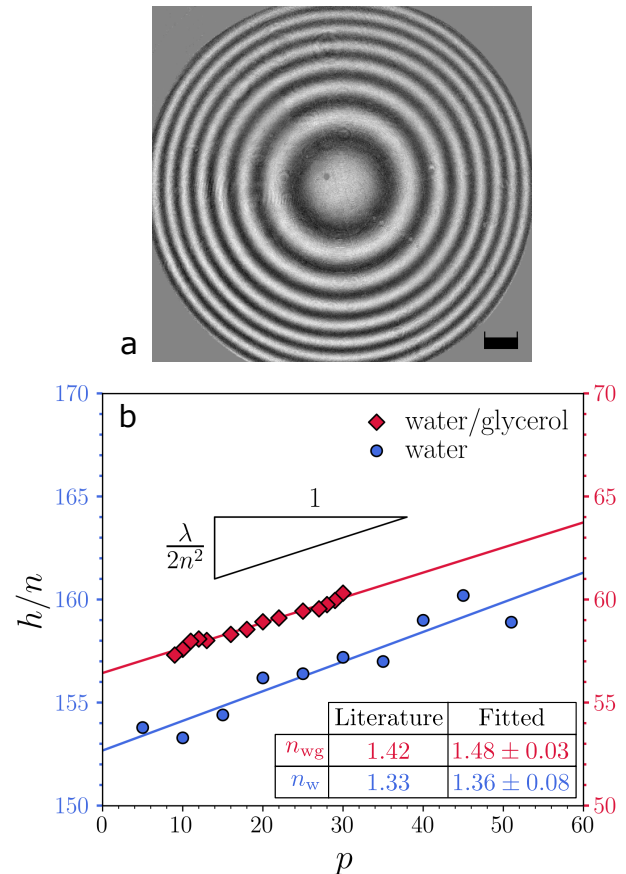 a
b
170
165
160
155
150
h/n
70
65
60
55
50
water/glycerol
water
1
λ/2n²
Literature Fitted
n_wg 1.42 1.48 ± 0.03
n_w 1.33 1.36 ± 0.08
0 10 20 30 40 50 60
p